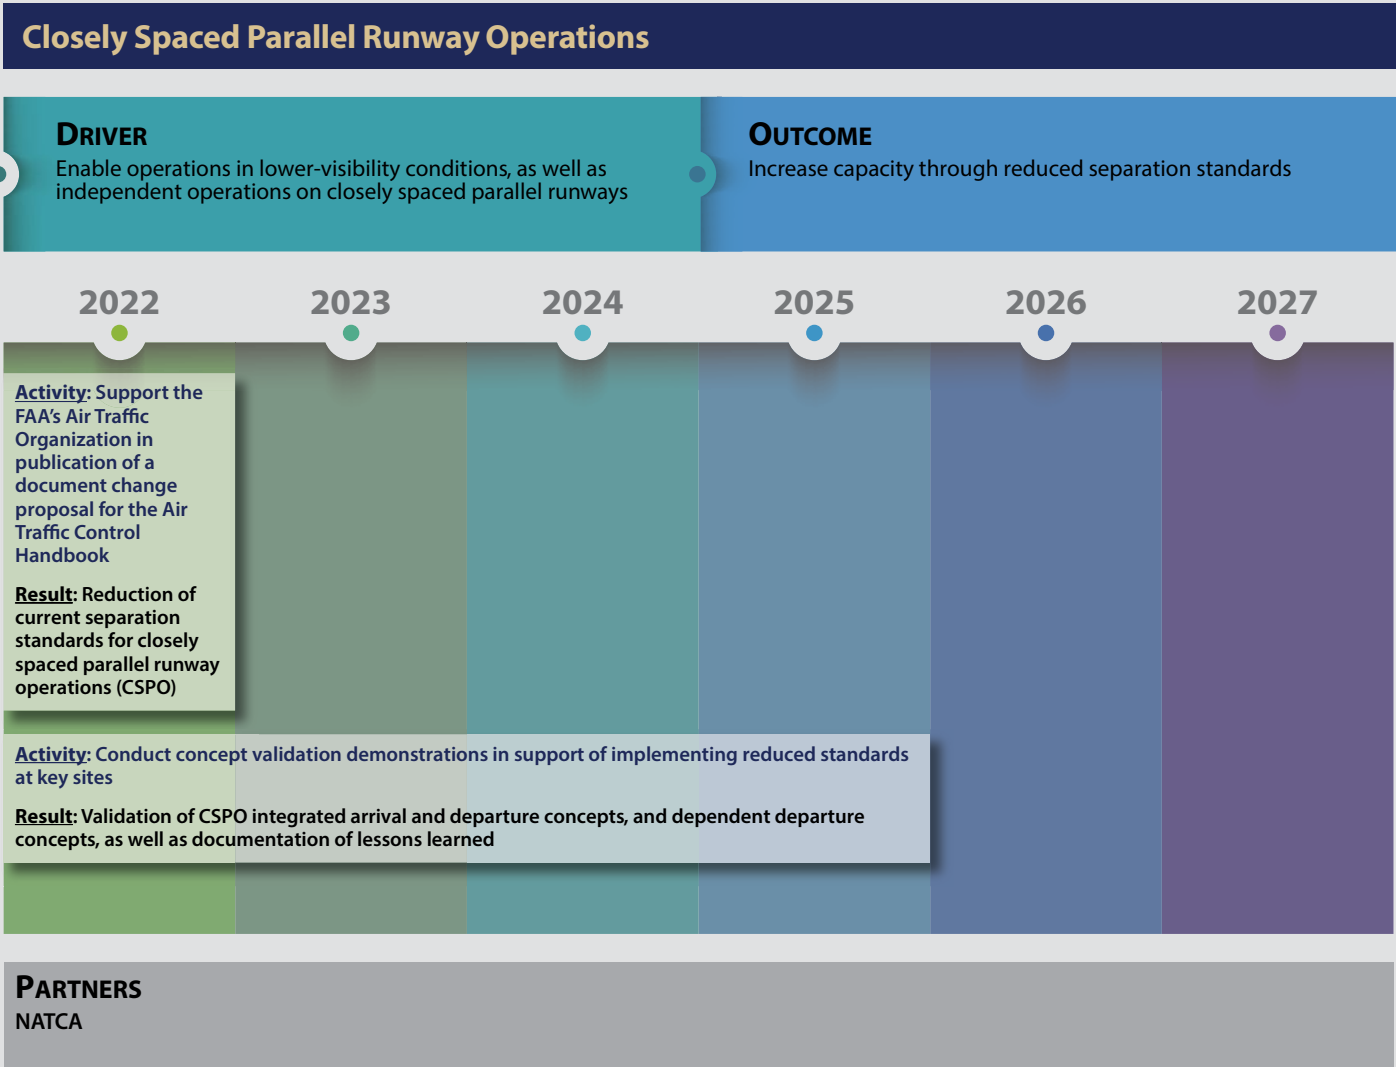 Closely Spaced Parallel Runway Operations
DRIVER
Enable operations in lower-visibility conditions, as well as
independent operations on closely spaced parallel runways
OUTCOME
Increase capacity through reduced separation standards
2022 2023 2024 2025 2026 2027
Activity: Support the
FAA’s Air Traffic
Organization in
publication of a
document change
proposal for the Air
Traffic Control
Handbook
Result: Reduction of
current separation
standards for closely
spaced parallel runway
operations (CSPO)
Activity: Conduct concept validation demonstrations in support of implementing reduced standards
at key sites
Result: Validation of CSPO integrated arrival and departure concepts, and dependent departure
concepts, as well as documentation of lessons learned
PARTNERS
NATCA